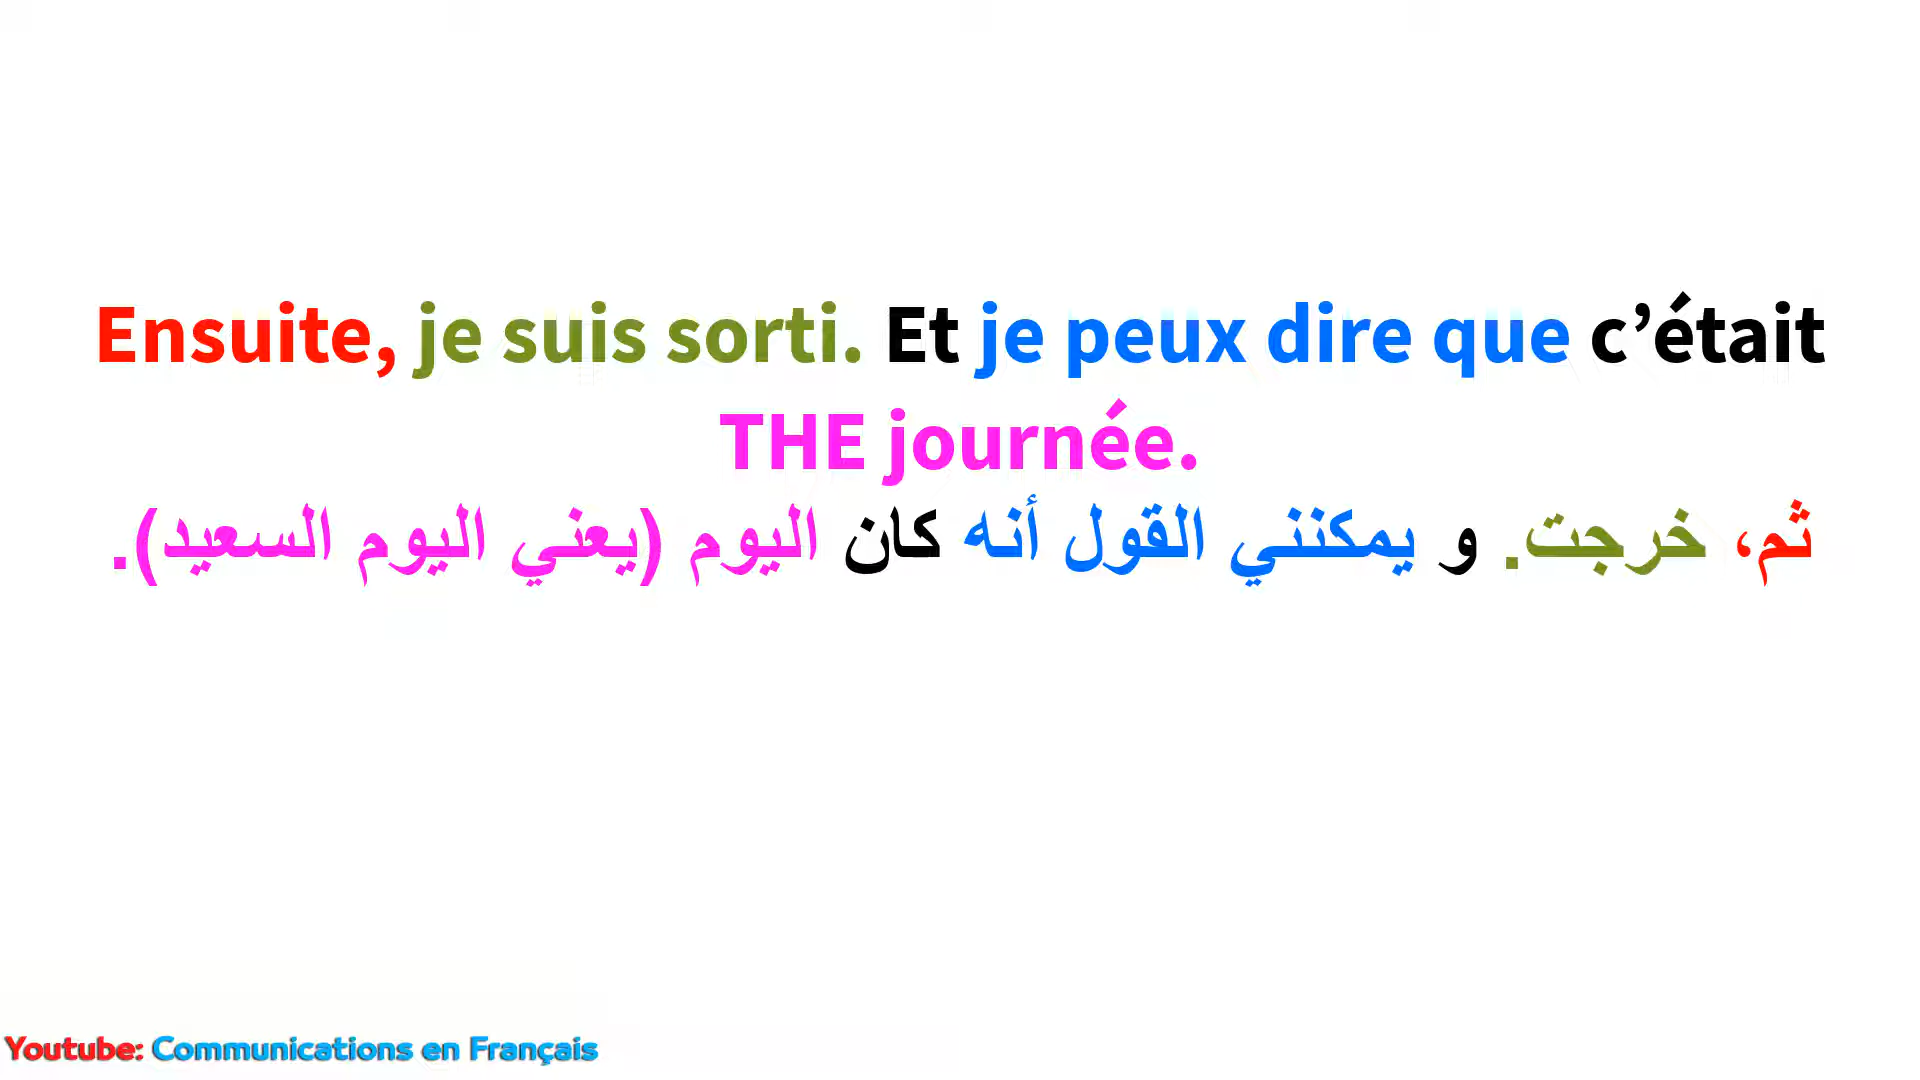 Ensuite, je suis sorti. Et je peux dire que c’était
THE journée.
ثم، خرجت. و يمكنني القول أنه كان اليوم (يعني اليوم السعيد).
Youtube: Communications en Français